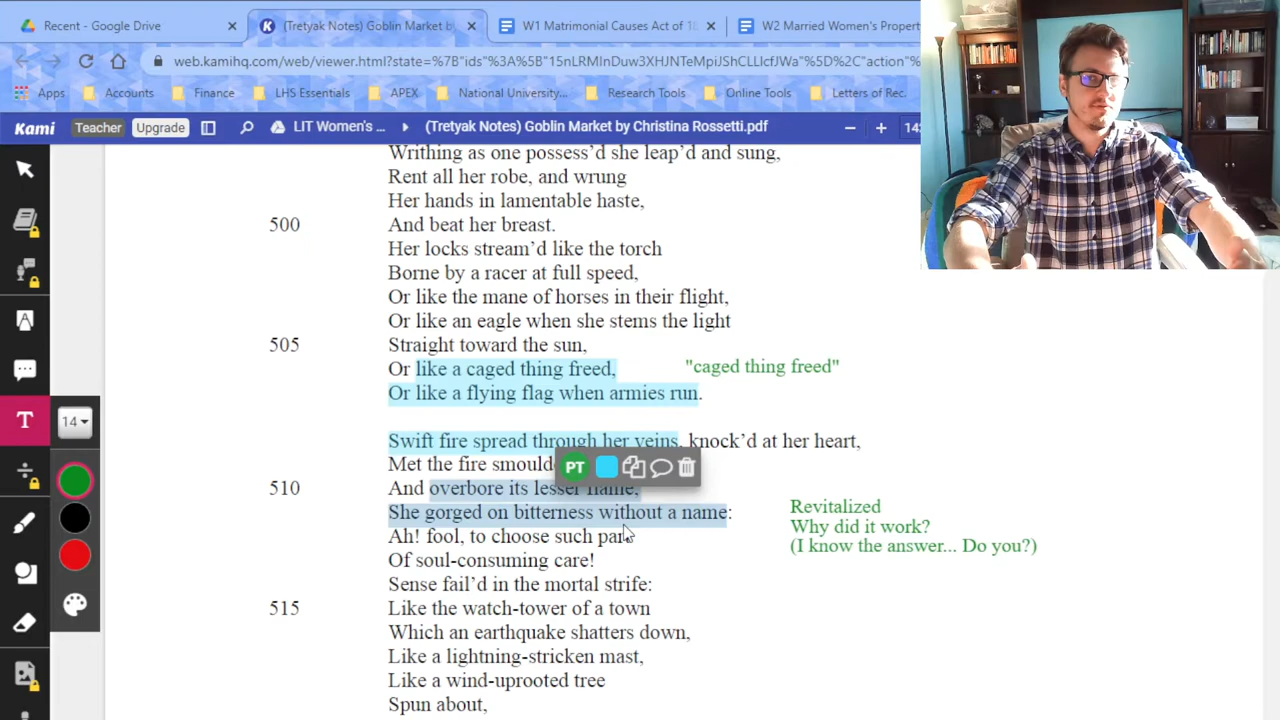 Recent - Google Drive
(Tretyak Notes) Goblin Market by
W1 Matrimonial Causes Act of 18
W2 Married Women's Property
web.kamihq.com/web/viewer.html?state=%7B"ids"%3A%5B"15nLRMInDuw3XHJNTeMpiJShCLLIcfJWa"%5D%2C"action"
Apps
Accounts
Finance
LHS Essentials
APEX
National University...
Research Tools
Online Tools
Letters of Rec.
Kami
Teacher
Upgrade
LIT Women's ...
(Tretyak Notes) Goblin Market by Christina Rossetti.pdf
Writhing as one possess'd she leap'd and sung,
Rent all her robe, and wrung
Her hands in lamentable haste,
500 And beat her breast.
Her locks stream'd like the torch
Borne by a racer at full speed,
Or like the mane of horses in their flight,
Or like an eagle when she stems the light
505 Straight toward the sun,
Or like a caged thing freed, "caged thing freed"
Or like a flying flag when armies run.
14
Swift fire spread through her veins, knock'd at her heart,
Met the fire
PT
510 And overbore its lesser flame,
She gorged on bitterness without a name:
Revitalized
Why did it work?
(I know the answer... Do you?)
Ah! fool, to choose such
Of soul-consuming care!
Sense fail'd in the mortal strife:
515 Like the watch-tower of a town
Which an earthquake shatters down,
Like a lightning-stricken mast,
Like a wind-uprooted tree
Spun about,